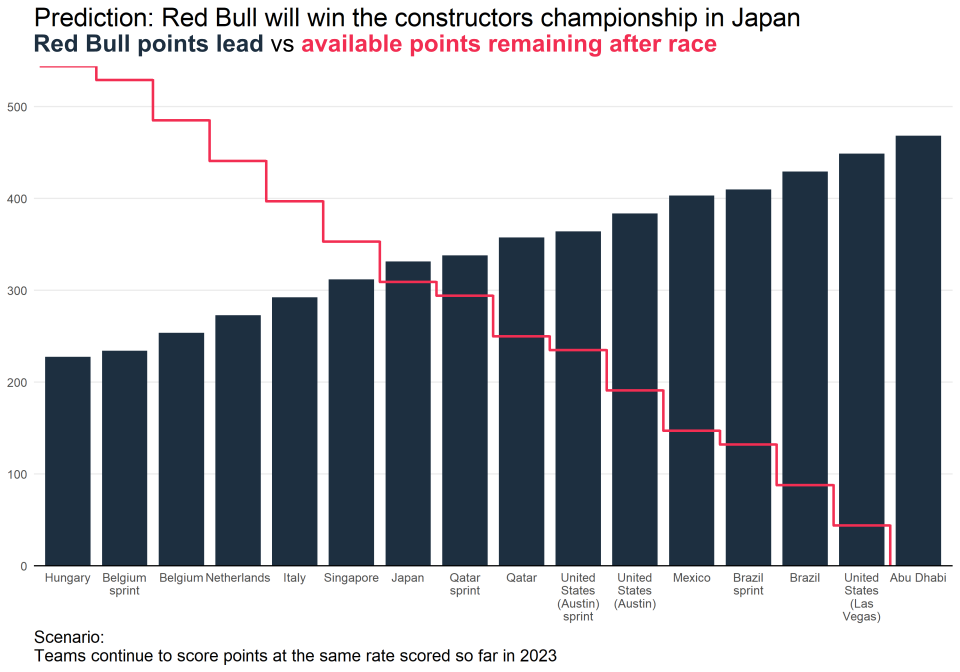 Prediction: Red Bull will win the constructors championship in Japan
Red Bull points lead vs available points remaining after race
500
400
300
200
100
0
Hungary
Belgium
sprint
Belgium
Netherlands
Italy
Singapore
Japan
Qatar
sprint
Qatar
United
States
(Austin)
sprint
United
States
(Austin)
Mexico
Brazil
sprint
Brazil
United
States
(Las
Vegas)
Abu Dhabi
Scenario:
Teams continue to score points at the same rate scored so far in 2023